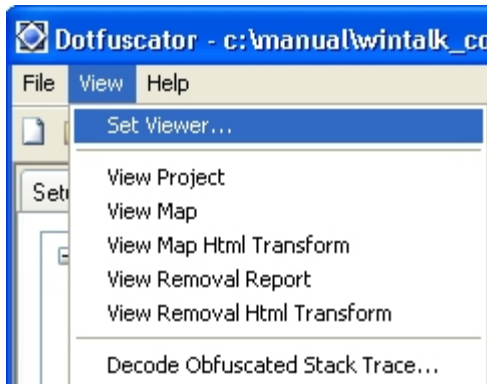 Dotfuscator - c:\manual\wintalk_co
File View Help
Set Viewer...
Setu
View Project
View Map
View Map Html Transform
View Removal Report
View Removal Html Transform
Decode Obfuscated Stack Trace...